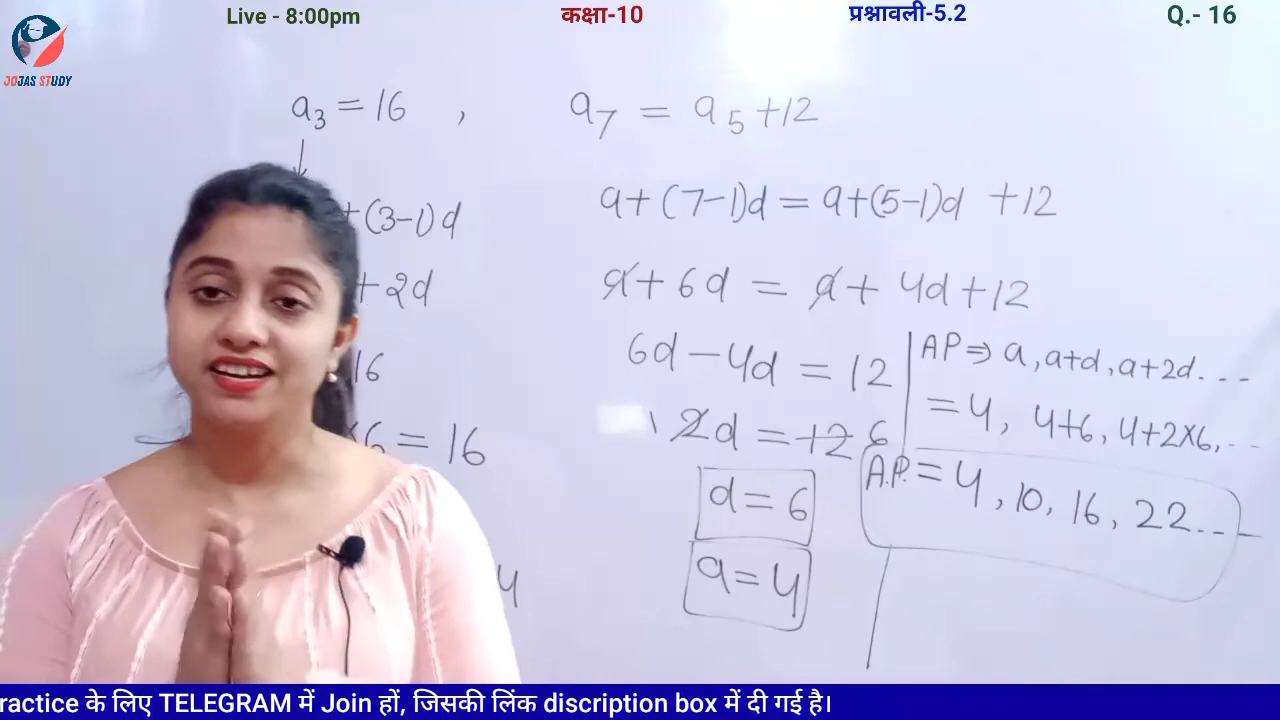 Live - 8:00pm कक्षा-10 प्रश्नावली-5.2 Q.- 16
JOJAS STUDY
a₃ = 16 , a₇ = a₅ +12
+(3-1)d
+ 2d
16
6 = 16
4
a+(7-1)d = a+(5-1)d +12
a+ 6d = a+ 4d+12
6d - 4d = 12
2d = +2 6
d = 6
a = 4
AP ⇒ a, a+d, a+2d. - -
= 4, 4+6, 4+2×6, - -
A.P. = 4, 10, 16, 22.. - -
ractice के लिए TELEGRAM में Join हों, जिसकी लिंक discription box में दी गई है।